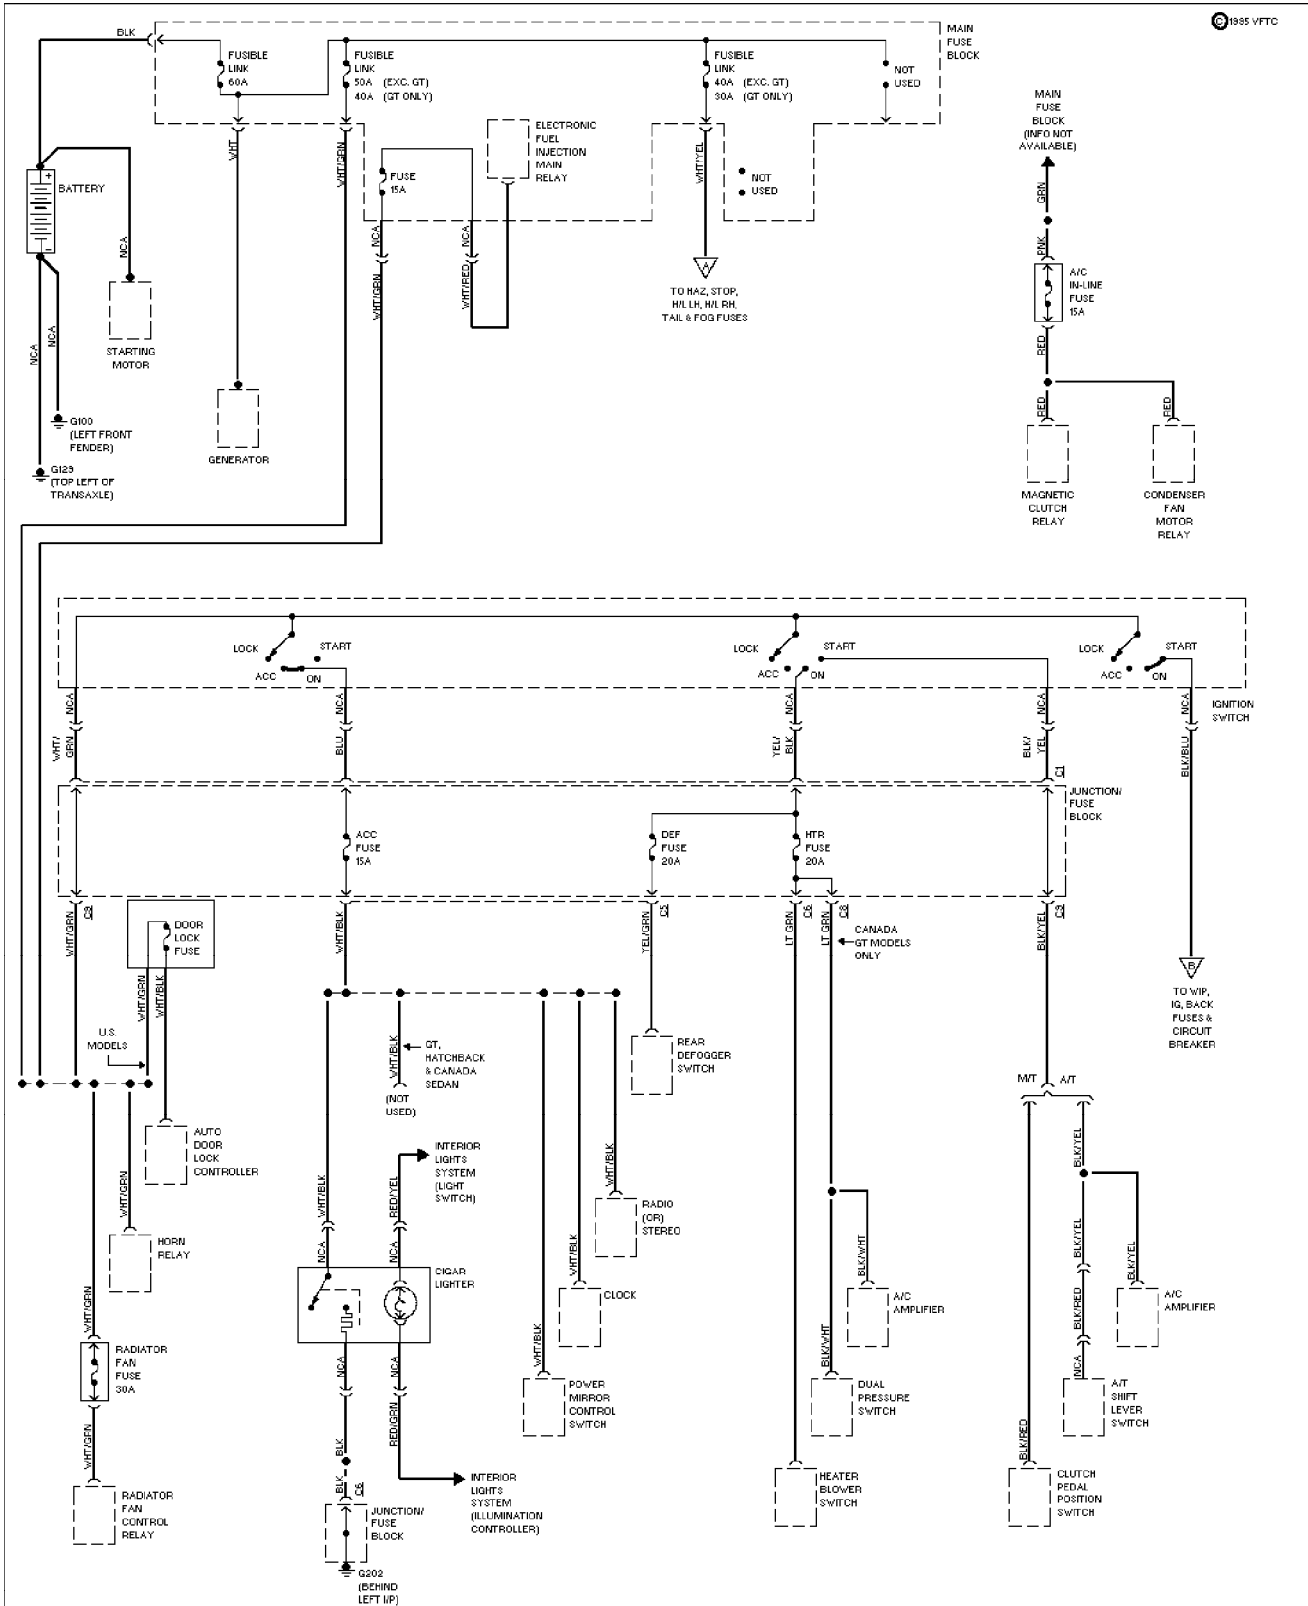 © 1995 VFTC
BLK
MAIN
FUSE
BLOCK
FUSIBLE
LINK
60A
FUSIBLE
LINK
50A (EXC. GT)
40A (GT ONLY)
FUSIBLE
LINK
40A (EXC. GT)
30A (GT ONLY)
NOT
USED
MAIN
FUSE
BLOCK
(INFO NOT
AVAILABLE)
ELECTRONIC
FUEL
INJECTION
MAIN
RELAY
WHT
WHT/GRN
FUSE
15A
WHT/YEL
NOT
USED
+
BATTERY
-
NCA
GRN
PNK
NCA
NCA
WHT/GRN
WHT/RED
A
TO HAZ, STOP,
H/L LH, H/L RH,
TAIL & FOG FUSES
A/C
IN-LINE
FUSE
15A
RED
NCA
NCA
STARTING
MOTOR
RED
RED
G100
(LEFT FRONT
FENDER)
GENERATOR
G129
(TOP LEFT OF
TRANSAXLE)
MAGNETIC
CLUTCH
RELAY
CONDENSER
FAN
MOTOR
RELAY
LOCK
START
ACC
ON
LOCK
START
ACC
ON
LOCK
START
ACC
ON
IGNITION
SWITCH
NCA
NCA
NCA
NCA
NCA
WHT/
GRN
BLU
YEL/
BLK
BLK/
YEL
BLK/BLU
C1
JUNCTION/
FUSE
BLOCK
ACC
FUSE
15A
DEF
FUSE
20A
HTR
FUSE
20A
WHT/GRN
C9
DOOR
LOCK
FUSE
WHT/BLK
YEL/GRN
C5
LT GRN
C6
LT GRN
C8
CANADA
GT MODELS
ONLY
BLK/YEL
C9
B
TO WIP,
IG, BACK
FUSES &
CIRCUIT
BREAKER
WHT/GRN
WHT/BLK
U.S.
MODELS
WHT/BLK
GT,
HATCHBACK
& CANADA
SEDAN
(NOT
USED)
REAR
DEFOGGER
SWITCH
M/T
A/T
AUTO
DOOR
LOCK
CONTROLLER
INTERIOR
LIGHTS
SYSTEM
(LIGHT
SWITCH)
WHT/BLK
BLK/YEL
WHT/GRN
WHT/BLK
RED/YEL
RADIO
(OR)
STEREO
HORN
RELAY
NCA
NCA
WHT/BLK
BLK/WHT
BLK/YEL
BLK/YEL
CIGAR
LIGHTER
CLOCK
A/C
AMPLIFIER
A/C
AMPLIFIER
WHT/GRN
WHT/BLK
BLK/WHT
BLK/RED
RADIATOR
FAN
FUSE
30A
NCA
NCA
NCA
POWER
MIRROR
CONTROL
SWITCH
DUAL
PRESSURE
SWITCH
A/T
SHIFT
LEVER
SWITCH
WHT/GRN
BLK
RED/GRN
BLK/RED
BLK
C6
INTERIOR
LIGHTS
SYSTEM
(ILLUMINATION
CONTROLLER)
HEATER
BLOWER
SWITCH
CLUTCH
PEDAL
POSITION
SWITCH
RADIATOR
FAN
CONTROL
RELAY
JUNCTION/
FUSE
BLOCK
G202
(BEHIND
LEFT I/P)